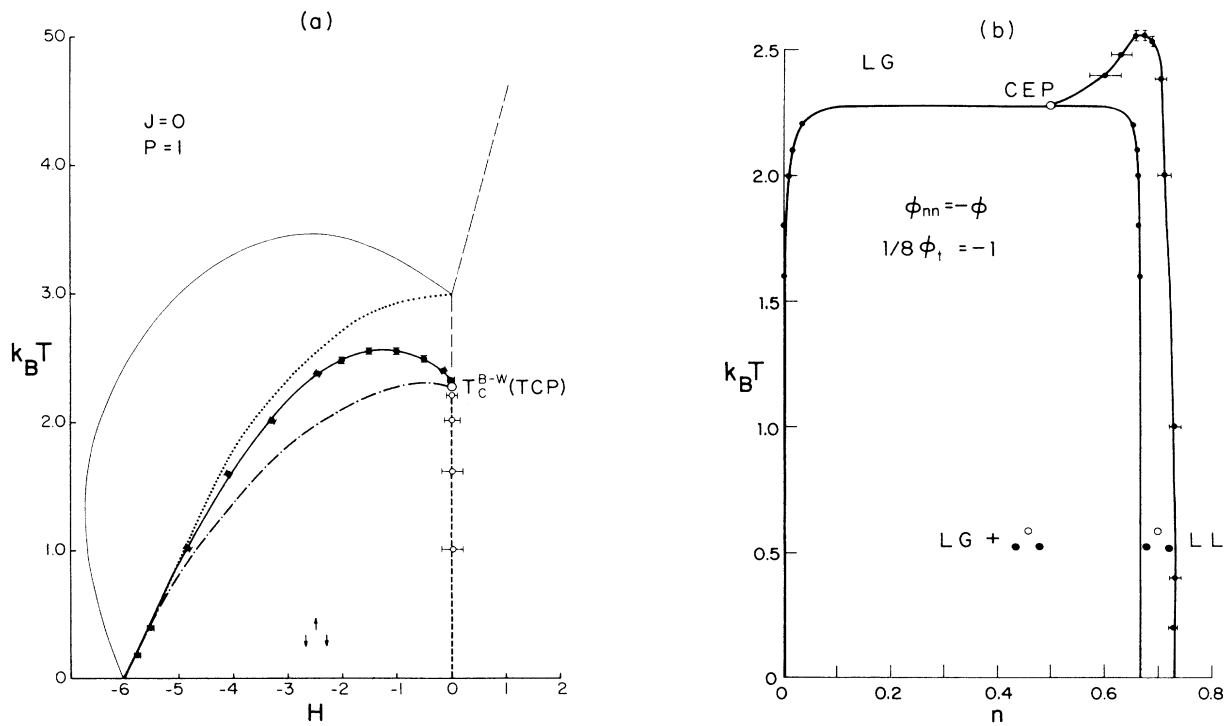 (a)
50
J=0
P=1
4.0
3.0
k_B T
T_C^{B-W}(TCP)
2.0
1.0
0
-6
-5
-4
-3
-2
-1
0
1
2
H
(b)
2.5
LG
CEP
2.0
ϕ_nn = -ϕ
1/8 ϕ_t = -1
1.5
k_B T
1.0
LG +
LL
0.5
0
0
0.2
0.4
0.6
0.8
n